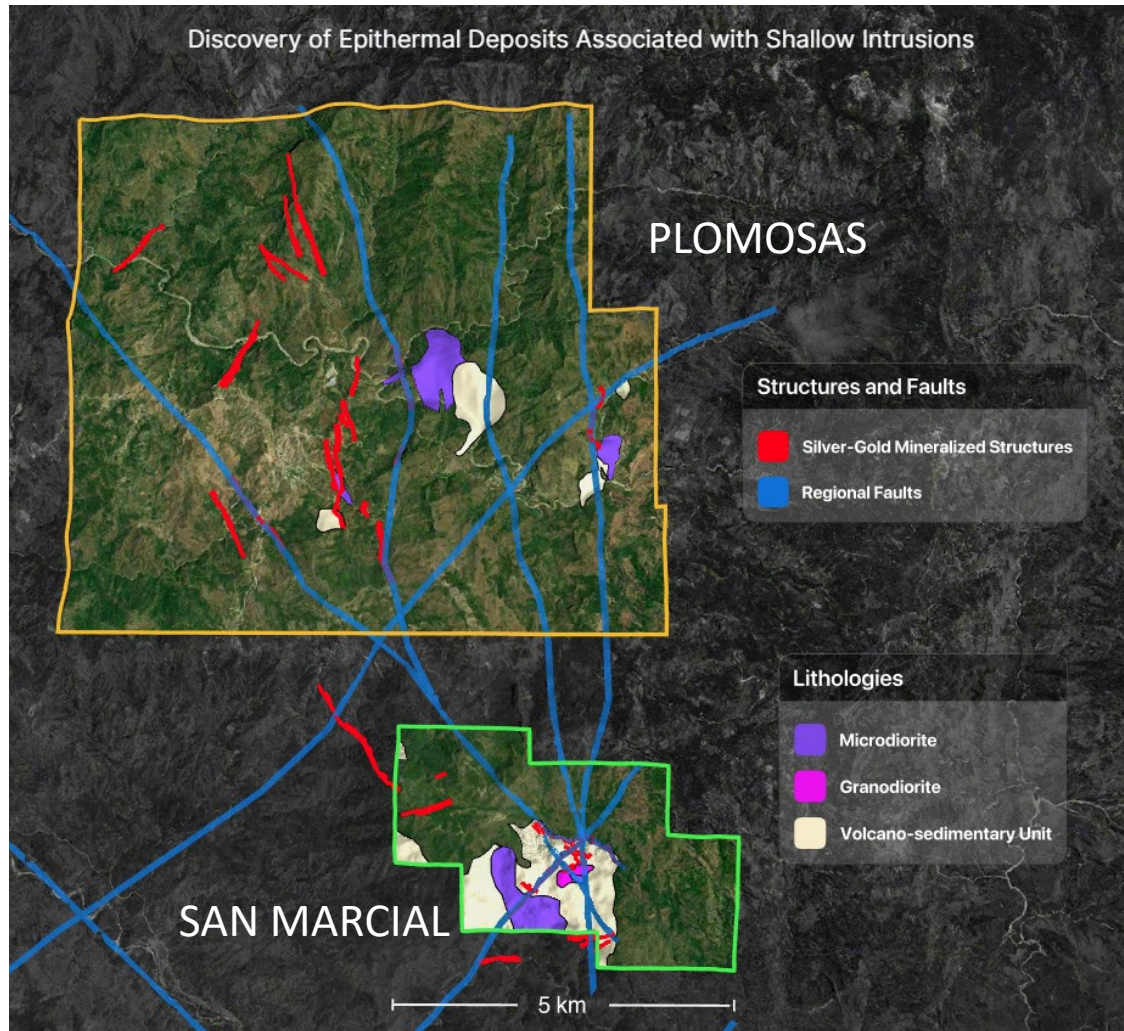 Discovery of Epithermal Deposits Associated with Shallow Intrusions
PLOMOSAS
Structures and Faults
Silver-Gold Mineralized Structures
Regional Faults
Lithologies
Microdiorite
Granodiorite
Volcano-sedimentary Unit
SAN MARCIAL
5 km